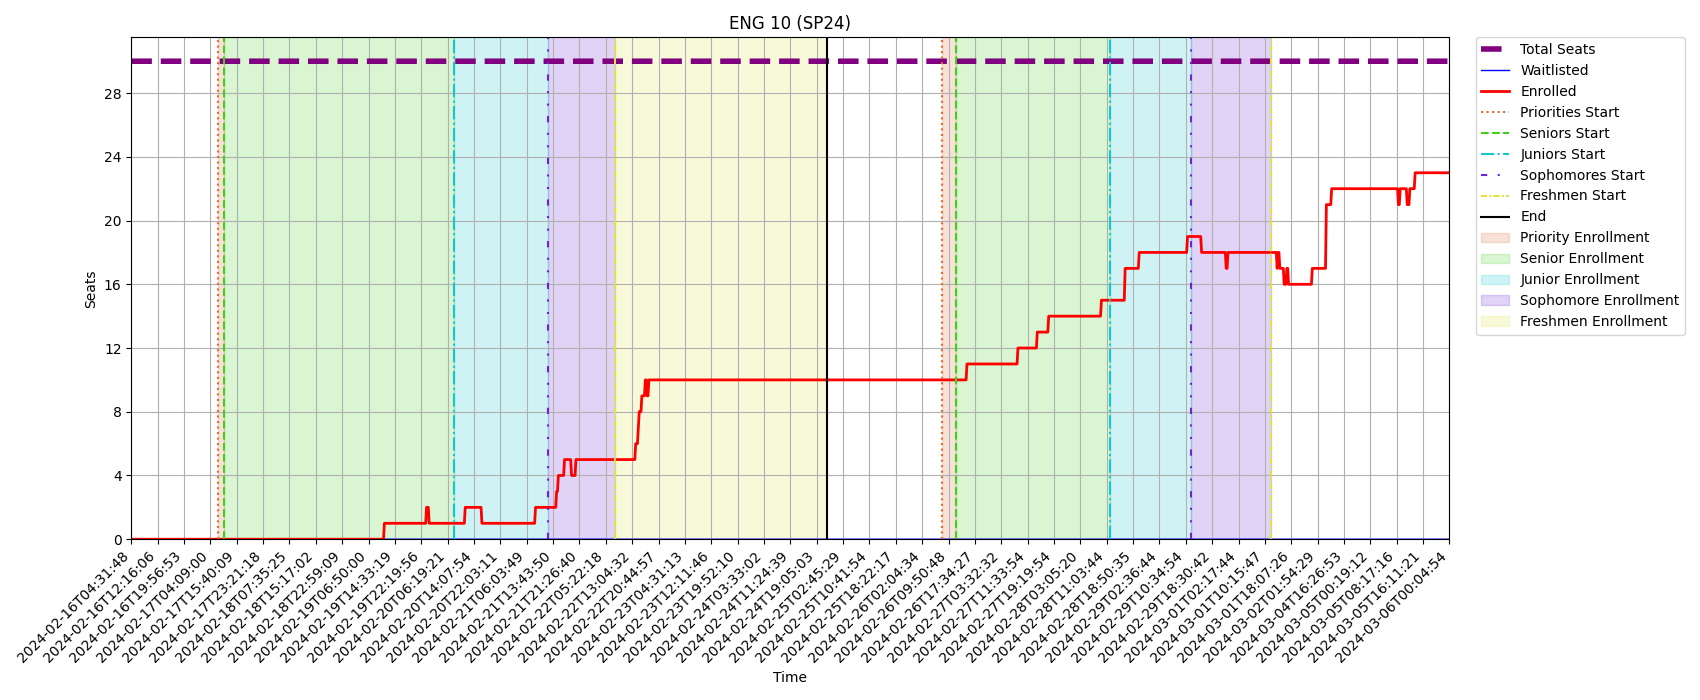 ENG 10 (SP24)
Seats
28
24
20
16
12
8
4
0
2024-02-16T04:31:48
2024-02-16T12:16:06
2024-02-16T19:56:53
2024-02-17T04:09:00
2024-02-17T15:40:09
2024-02-17T23:21:18
2024-02-18T07:35:25
2024-02-18T15:17:02
2024-02-18T22:59:09
2024-02-19T06:50:00
2024-02-19T14:33:19
2024-02-19T22:19:56
2024-02-20T06:19:21
2024-02-20T14:07:54
2024-02-20T22:03:11
2024-02-21T06:03:49
2024-02-21T13:43:50
2024-02-21T21:26:40
2024-02-22T05:22:18
2024-02-22T13:04:32
2024-02-22T20:44:57
2024-02-23T04:31:13
2024-02-23T12:11:46
2024-02-23T19:52:10
2024-02-24T03:33:02
2024-02-24T11:24:39
2024-02-24T19:05:03
2024-02-25T02:45:29
2024-02-25T10:41:54
2024-02-25T18:22:17
2024-02-26T02:04:34
2024-02-26T09:50:48
2024-02-26T17:34:27
2024-02-27T03:32:32
2024-02-27T11:33:54
2024-02-27T19:19:54
2024-02-28T03:05:20
2024-02-28T11:03:44
2024-02-28T18:50:35
2024-02-29T02:36:44
2024-02-29T10:34:54
2024-02-29T18:30:42
2024-03-01T02:17:44
2024-03-01T10:15:47
2024-03-01T18:07:26
2024-03-02T01:54:29
2024-03-04T16:26:53
2024-03-05T00:19:12
2024-03-05T08:17:16
2024-03-05T16:11:21
2024-03-06T00:04:54
Time
Total Seats
Waitlisted
Enrolled
Priorities Start
Seniors Start
Juniors Start
Sophomores Start
Freshmen Start
End
Priority Enrollment
Senior Enrollment
Junior Enrollment
Sophomore Enrollment
Freshmen Enrollment